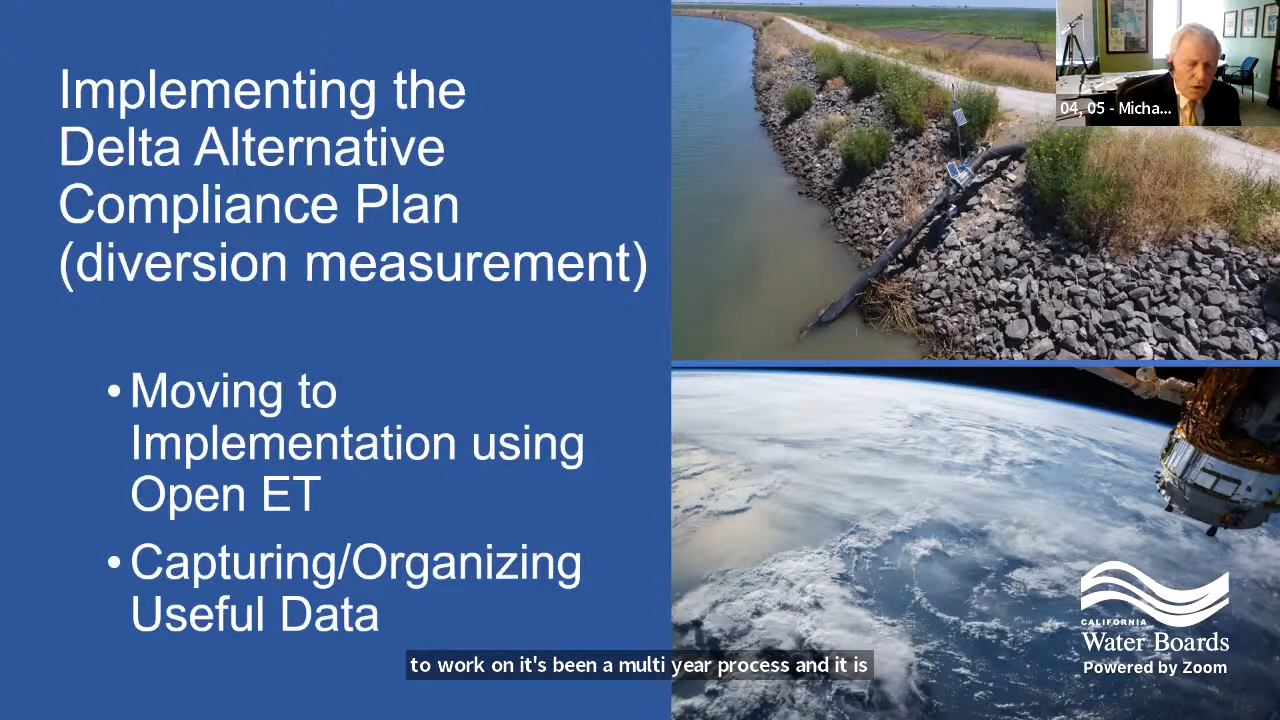 Implementing the
Delta Alternative
Compliance Plan
(diversion measurement)
• Moving to
Implementation using
Open ET
• Capturing/Organizing
Useful Data
04, 05 - Micha...
CALIFORNIA
Water Boards
Powered by Zoom
to work on it's been a multi year process and it is